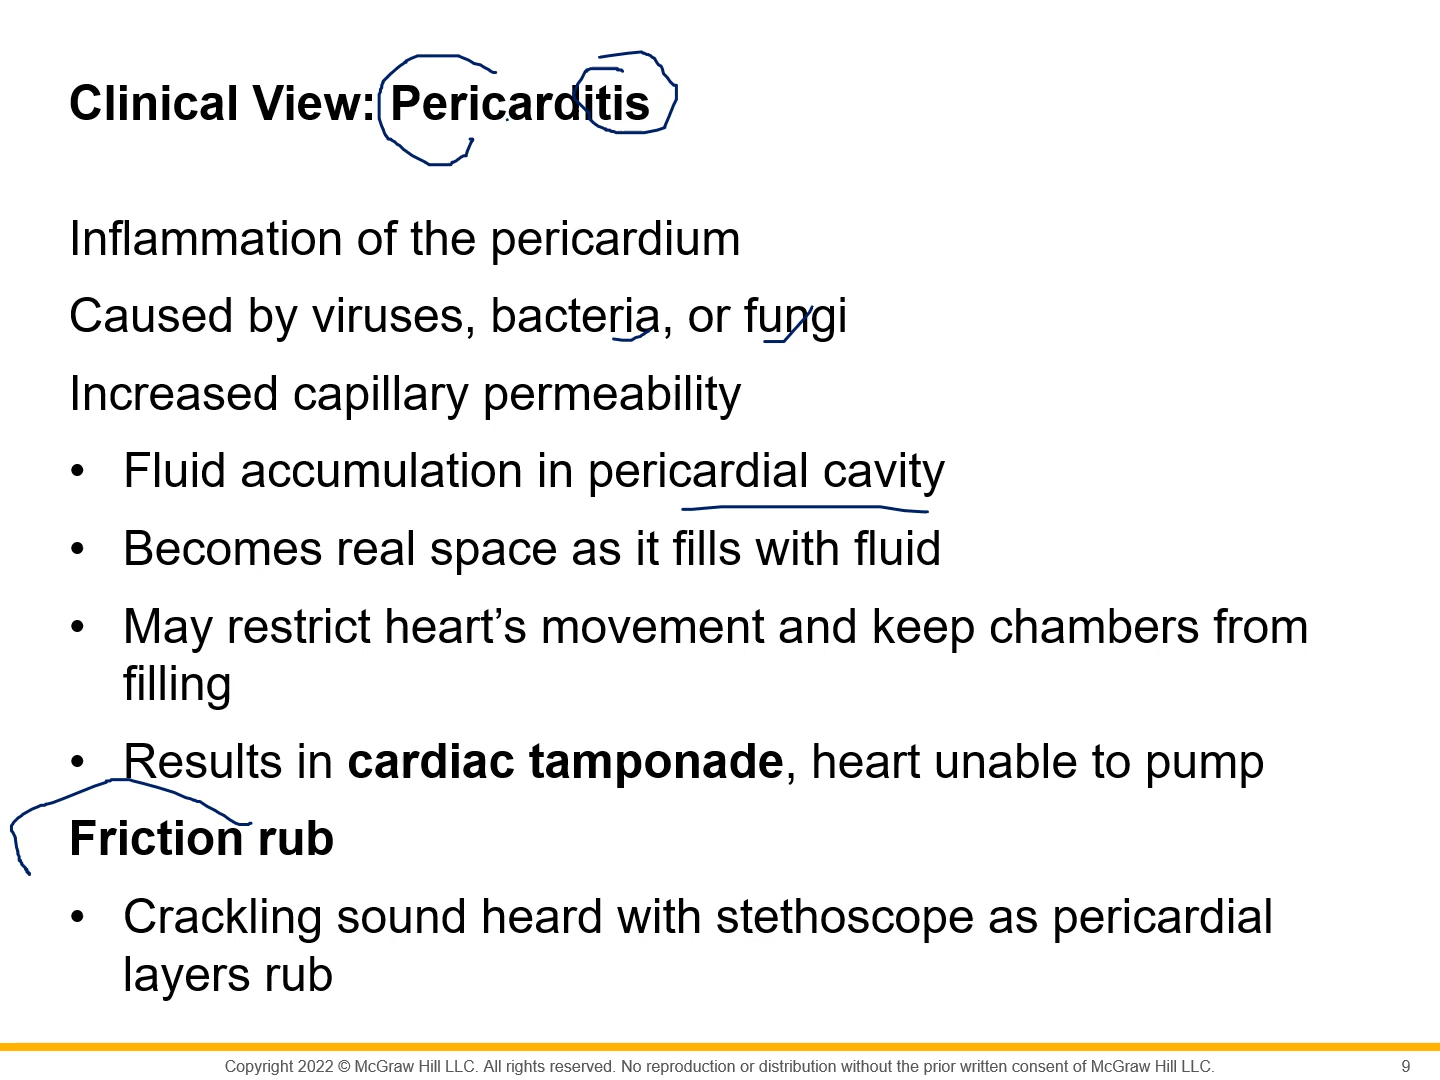 Clinical View: Pericarditis
Inflammation of the pericardium
Caused by viruses, bacteria, or fungi
Increased capillary permeability
• Fluid accumulation in pericardial cavity
• Becomes real space as it fills with fluid
• May restrict heart’s movement and keep chambers from
filling
• Results in cardiac tamponade, heart unable to pump
Friction rub
• Crackling sound heard with stethoscope as pericardial
layers rub
Copyright 2022 © McGraw Hill LLC. All rights reserved. No reproduction or distribution without the prior written consent of McGraw Hill LLC.
9